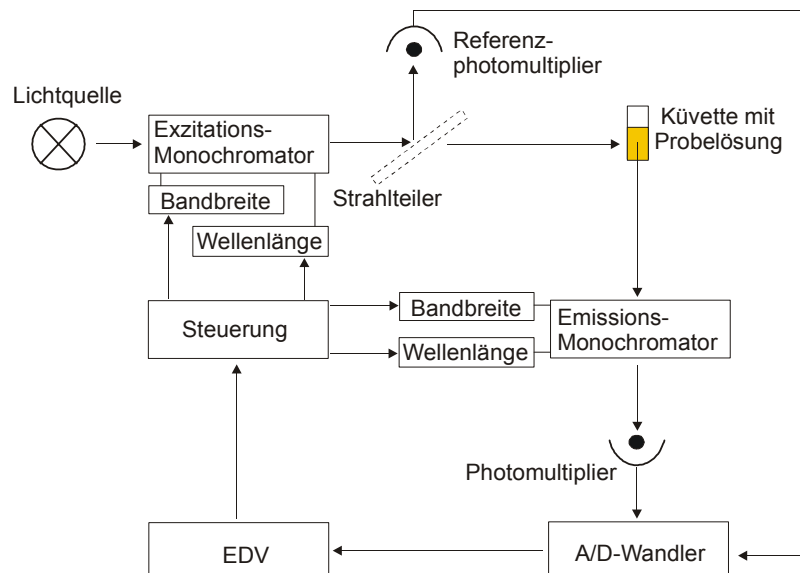 Referenz-
photomultiplier
Lichtquelle
Exzitations-
Monochromator
Küvette mit
Probelösung
Strahlteiler
Bandbreite
Wellenlänge
Steuerung
Bandbreite
Wellenlänge
Emissions-
Monochromator
Photomultiplier
EDV
A/D-Wandler